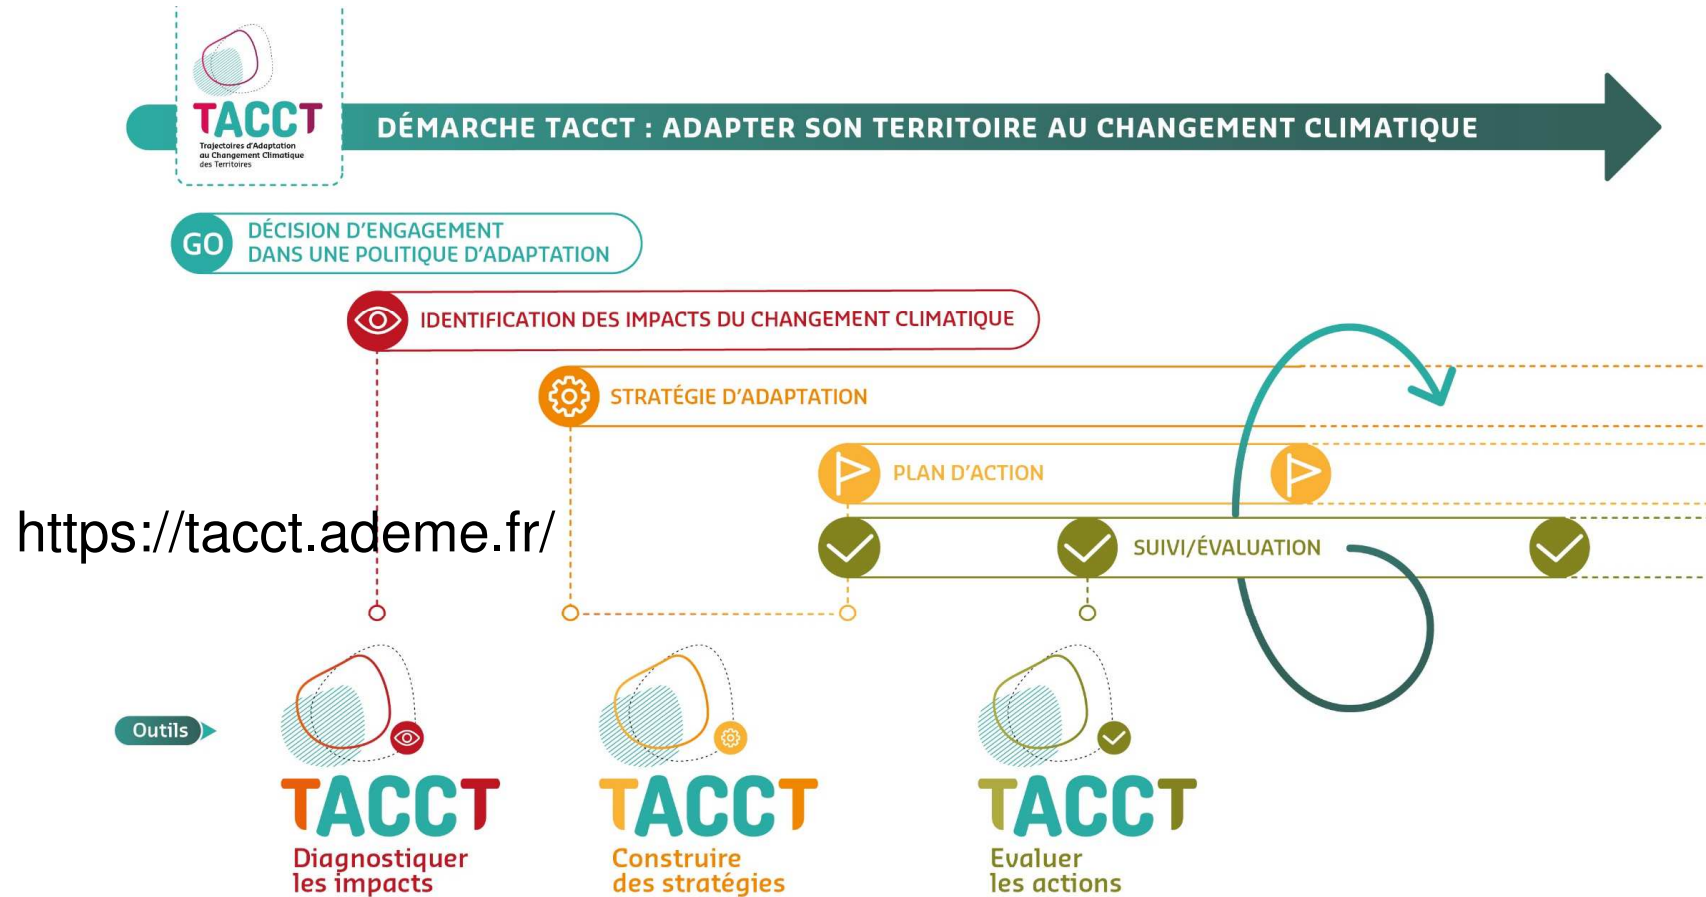 TACCT
Trajectoires d'Adaptation
au Changement Climatique
des Territoires
DÉMARCHE TACCT : ADAPTER SON TERRITOIRE AU CHANGEMENT CLIMATIQUE
GO
DÉCISION D'ENGAGEMENT
DANS UNE POLITIQUE D'ADAPTATION
IDENTIFICATION DES IMPACTS DU CHANGEMENT CLIMATIQUE
STRATÉGIE D'ADAPTATION
PLAN D'ACTION
https://tacct.ademe.fr/
SUIVI/ÉVALUATION
Outils
TACCT
Diagnostiquer
les impacts
TACCT
Construire
des stratégies
TACCT
Evaluer
les actions